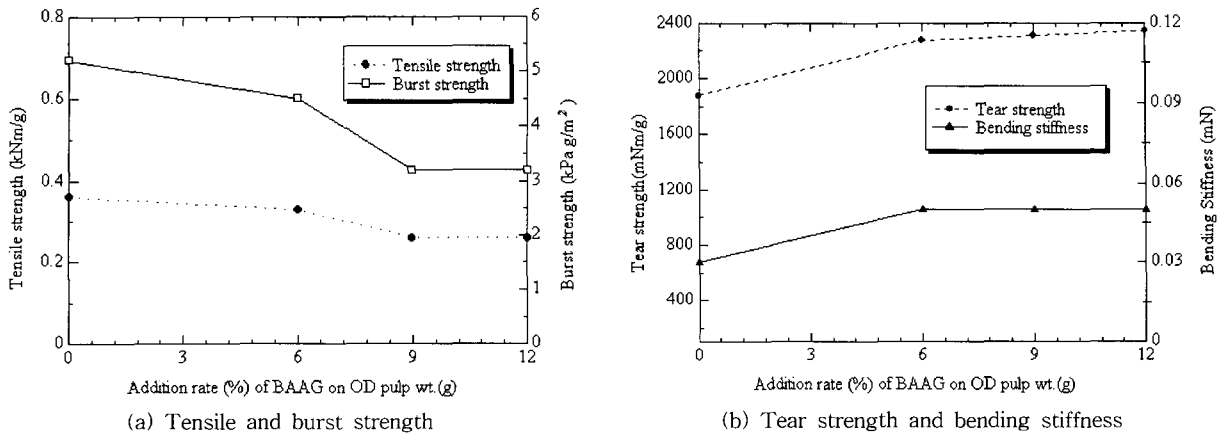 0.8
0.6
0.4
0.2
0
Tensile strength (kNm/g)
Tensile strength
Burst strength
6
5
4
3
2
1
0
Burst strength (kPa g/m²)
0 3 6 9 12
Addition rate (%) of BAAG on OD pulp wt.(g)
(a) Tensile and burst strength
2400
2000
1600
1200
800
400
Tear strength(mNm/g)
Tear strength
Bending stiffness
0.12
0.09
0.06
0.03
0
Bending Stiffness (mN)
0 3 6 9 12
Addition rate (%) of BAAG on OD pulp wt.(g)
(b) Tear strength and bending stiffness